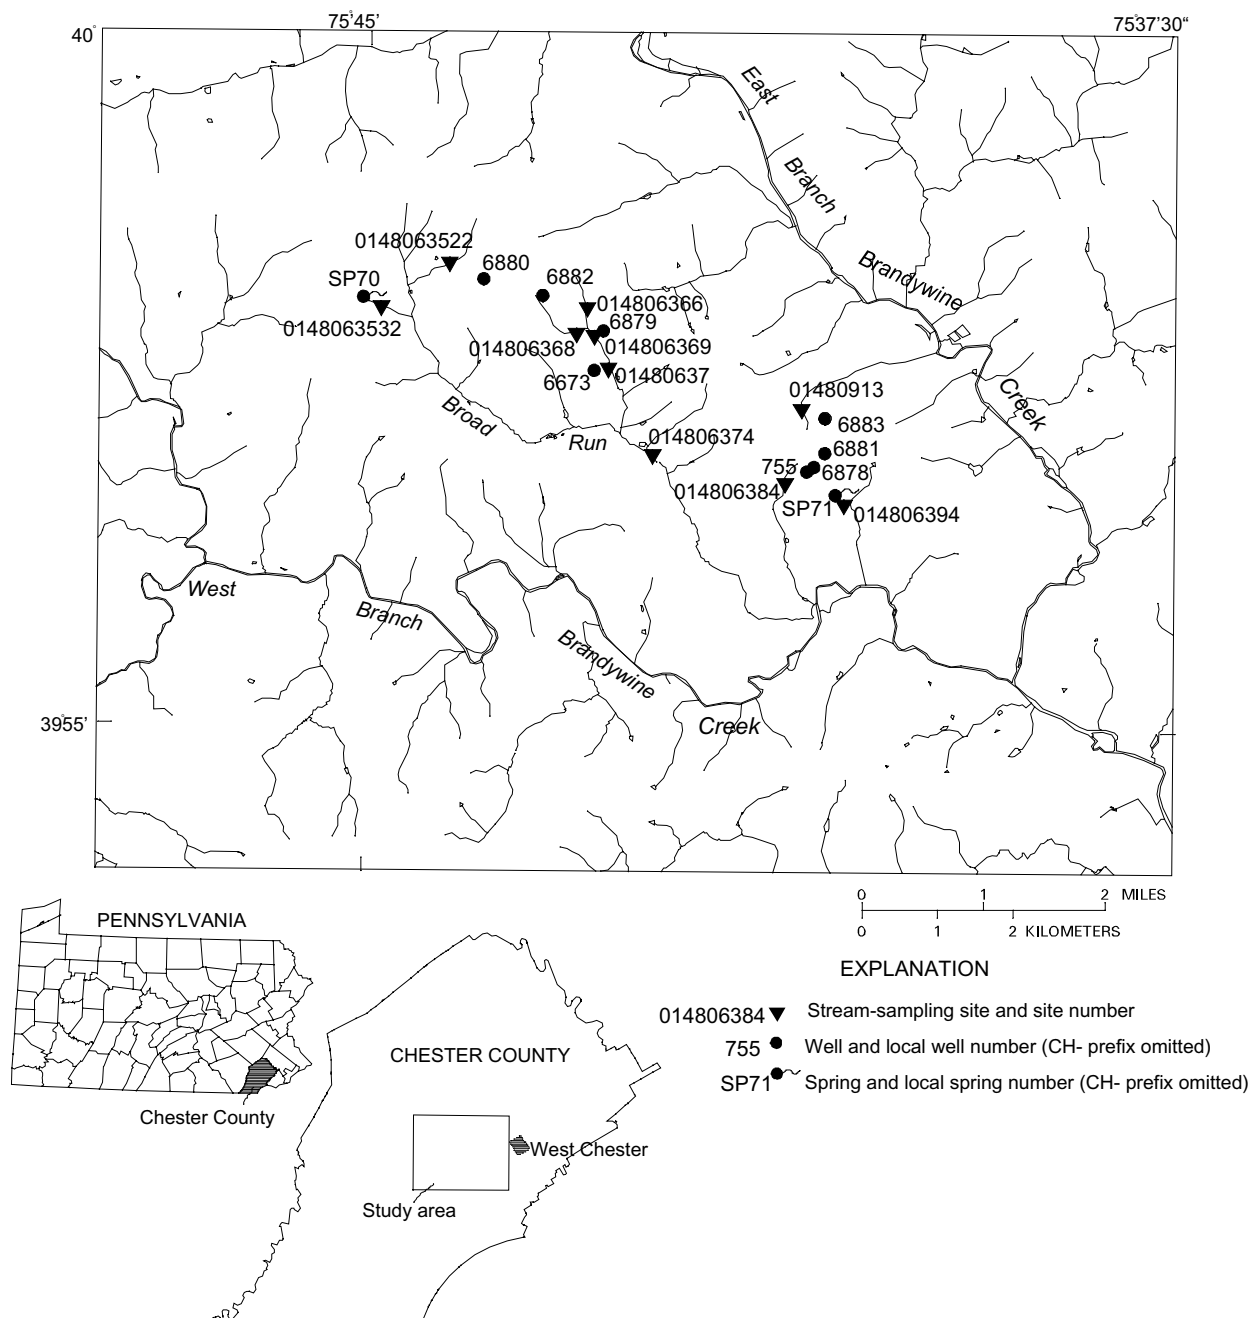 75°45'
75°37'30"
40°
East
Branch
Brandywine
Creek
0148063522
6880
SP70
6882
014806366
6879
0148063532
014806368
014806369
6673
01480637
01480913
Broad
Run
6883
014806374
6881
755
6878
014806384
SP71
014806394
West
Branch
Brandywine
Creek
3955'
0 1 2 MILES
0 1 2 KILOMETERS
PENNSYLVANIA
Chester County
CHESTER COUNTY
West Chester
Study area
EXPLANATION
014806384 Stream-sampling site and site number
755 Well and local well number (CH- prefix omitted)
SP71 Spring and local spring number (CH- prefix omitted)